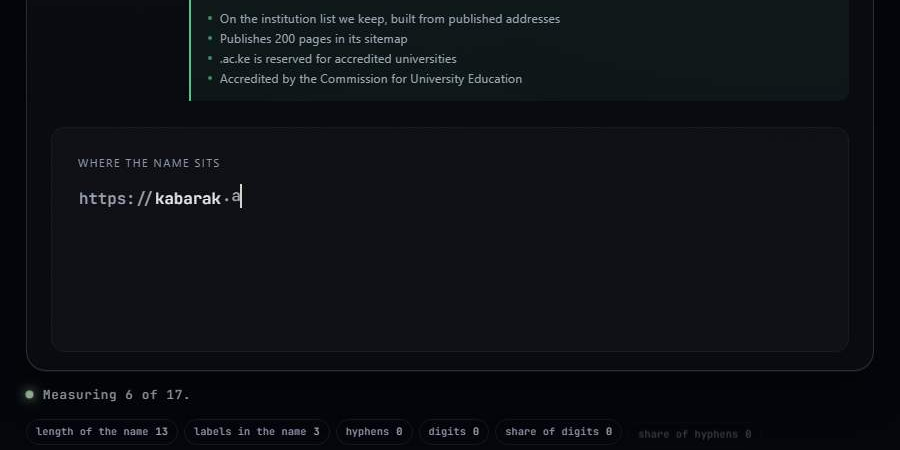 On the institution list we keep, built from published addresses
Publishes 200 pages in its sitemap
.ac.ke is reserved for accredited universities
Accredited by the Commission for University Education
WHERE THE NAME SITS
https://kabarak.a
Measuring 6 of 17.
length of the name 13 labels in the name 3 hyphens 0 digits 0 share of digits 0 share of hyphens 0